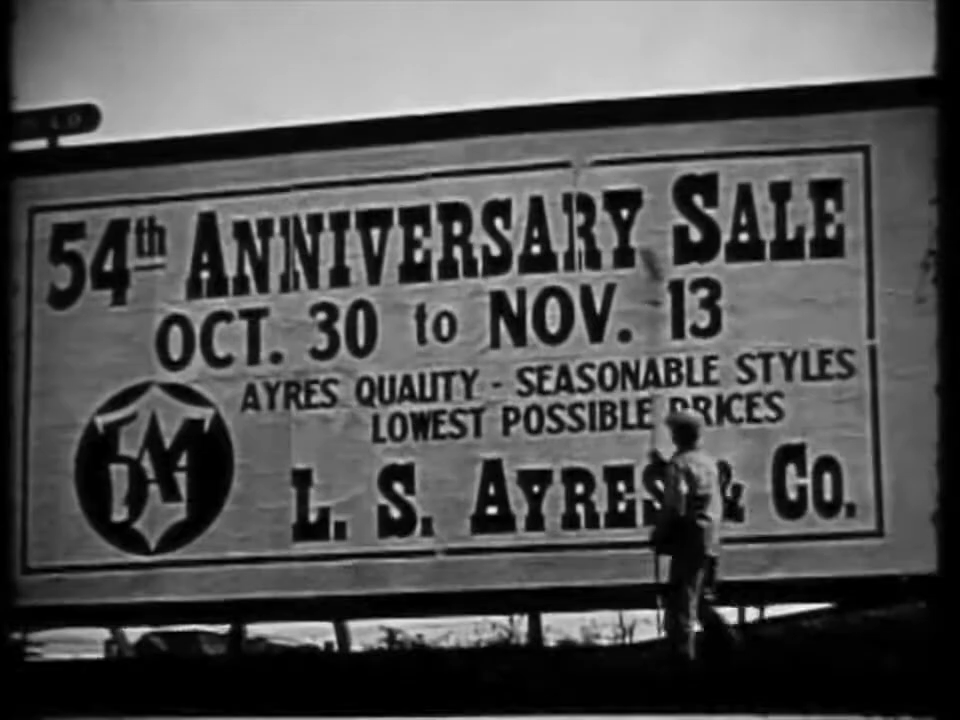 54th ANNIVERSARY SALE
OCT. 30 to NOV. 13
AYRES QUALITY - SEASONABLE STYLES
LOWEST POSSIBLE PRICES
L. S. AYRES & CO.